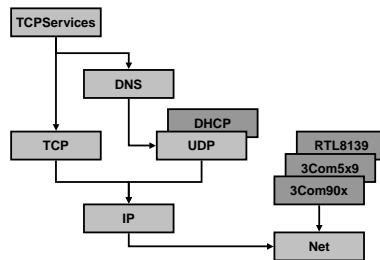 TCPServices
DNS
DHCP
TCP
UDP
RTL8139
3Com5x9
3Com90x
IP
Net